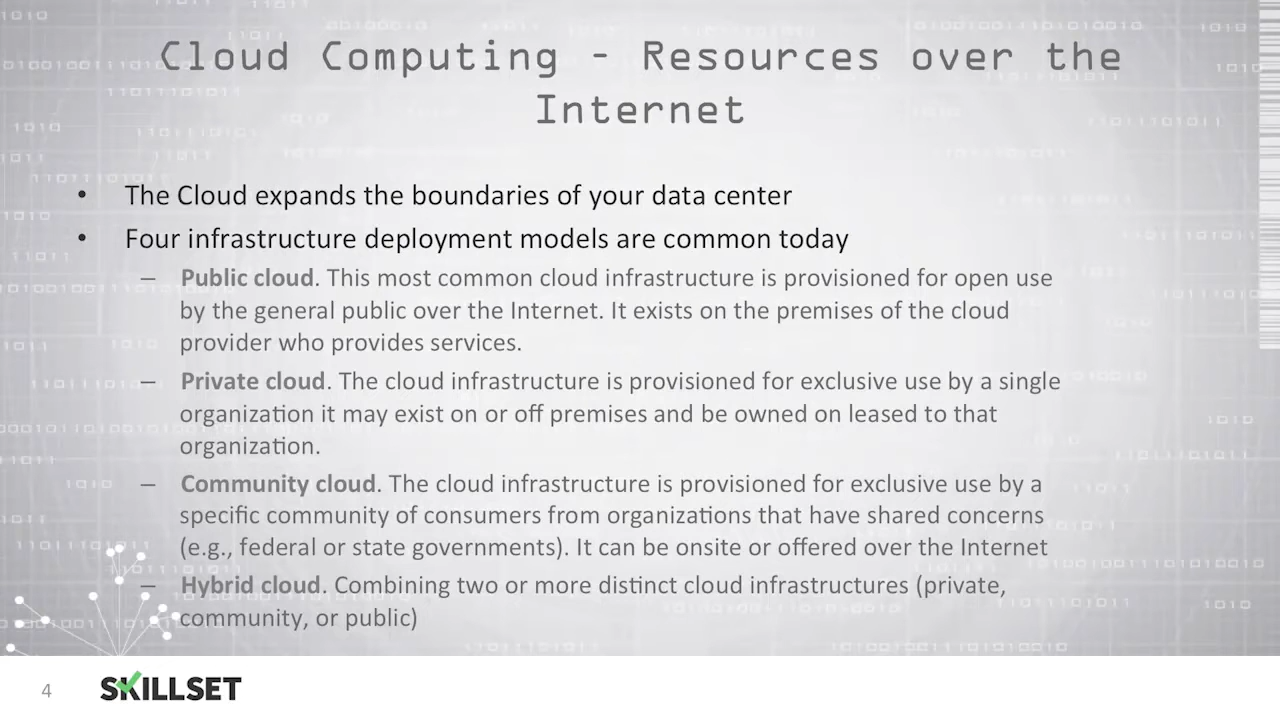 Cloud Computing - Resources over the
Internet
• The Cloud expands the boundaries of your data center
• Four infrastructure deployment models are common today
– Public cloud. This most common cloud infrastructure is provisioned for open use
by the general public over the Internet. It exists on the premises of the cloud
provider who provides services.
– Private cloud. The cloud infrastructure is provisioned for exclusive use by a single
organization it may exist on or off premises and be owned on leased to that
organization.
– Community cloud. The cloud infrastructure is provisioned for exclusive use by a
specific community of consumers from organizations that have shared concerns
(e.g., federal or state governments). It can be onsite or offered over the Internet
– Hybrid cloud. Combining two or more distinct cloud infrastructures (private,
community, or public)
4
SKILLSET